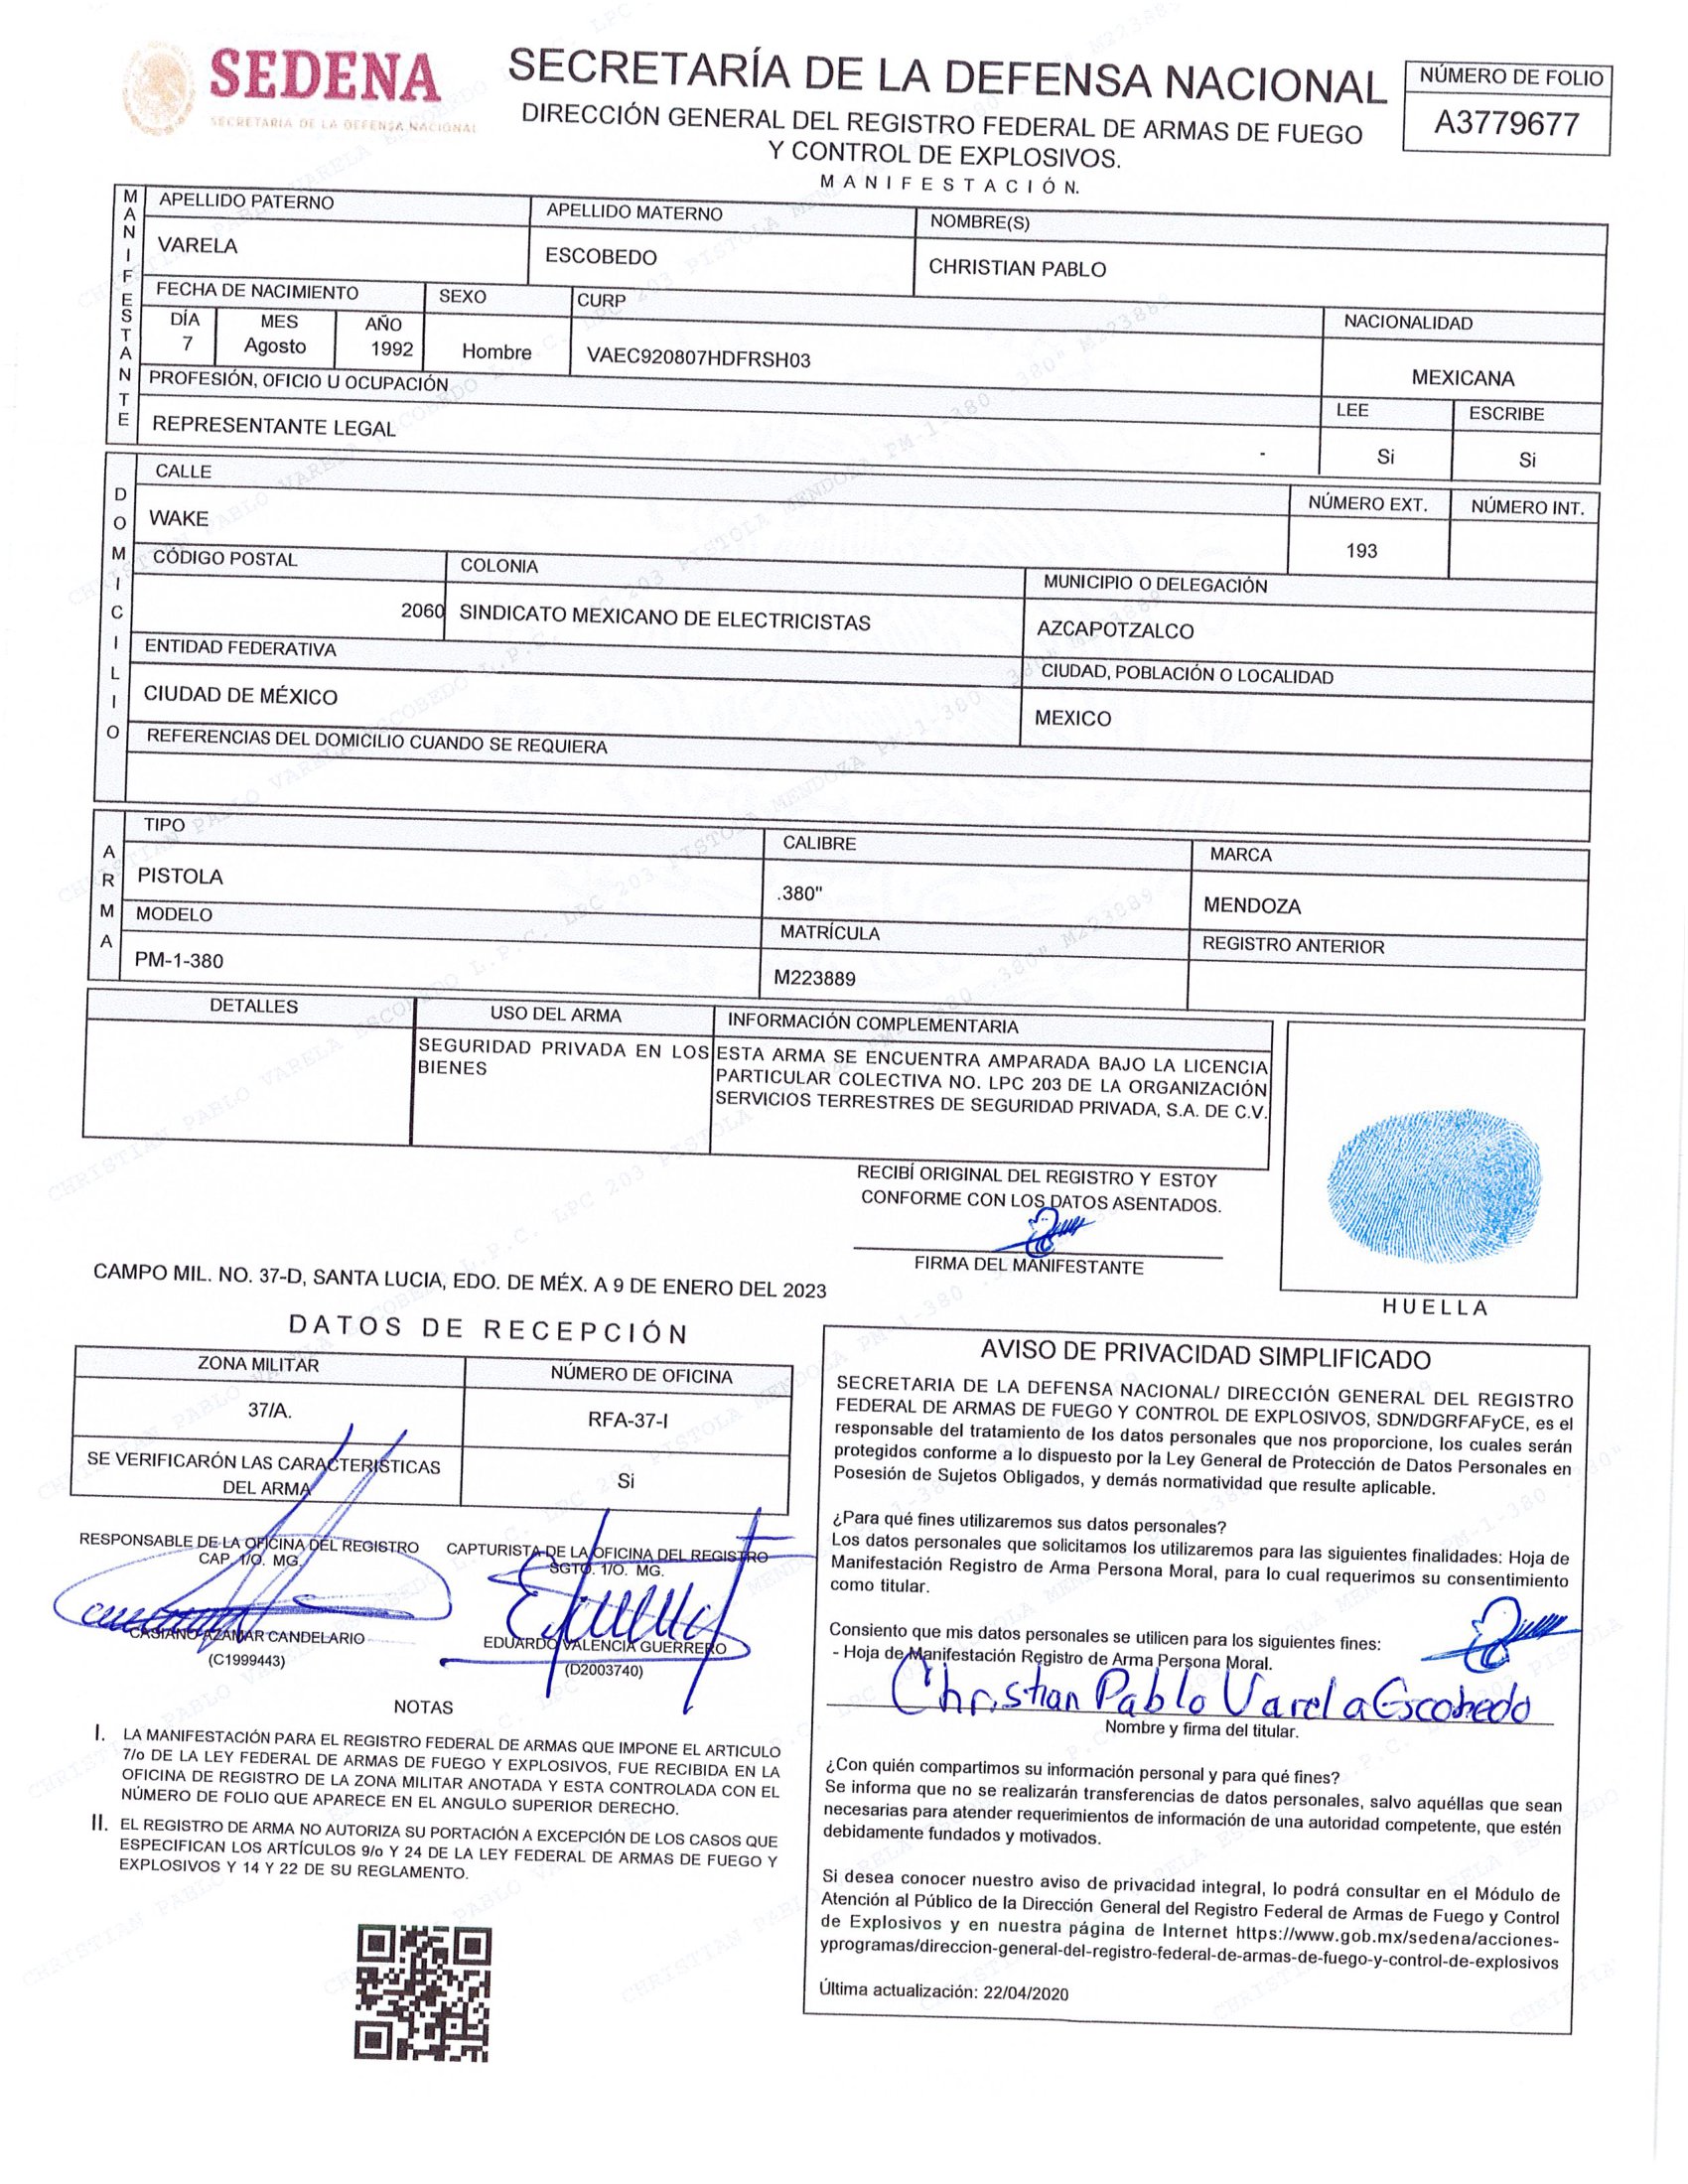 SEDENA
SECRETARÍA DE LA DEFENSA NACIONAL
SECRETARÍA DE LA DEFENSA NACIONAL
DIRECCIÓN GENERAL DEL REGISTRO FEDERAL DE ARMAS DE FUEGO
Y CONTROL DE EXPLOSIVOS.
MANIFESTACIÓN.
NÚMERO DE FOLIO
A3779677
MANIFESTANTE
APELLIDO PATERNO
APELLIDO MATERNO
NOMBRE(S)
VARELA
ESCOBEDO
CHRISTIAN PABLO
FECHA DE NACIMIENTO
SEXO
CURP
NACIONALIDAD
DÍA
MES
AÑO
7
Agosto
1992
Hombre
VAEC920807HDFRSH03
MEXICANA
PROFESIÓN, OFICIO U OCUPACIÓN
LEE
ESCRIBE
REPRESENTANTE LEGAL
-
Si
Si
DOMICILIO
CALLE
NÚMERO EXT.
NÚMERO INT.
WAKE
193
CÓDIGO POSTAL
COLONIA
MUNICIPIO O DELEGACIÓN
2060
SINDICATO MEXICANO DE ELECTRICISTAS
AZCAPOTZALCO
ENTIDAD FEDERATIVA
CIUDAD, POBLACIÓN O LOCALIDAD
CIUDAD DE MÉXICO
MEXICO
REFERENCIAS DEL DOMICILIO CUANDO SE REQUIERA
ARMA
TIPO
CALIBRE
MARCA
PISTOLA
.380"
MENDOZA
MODELO
MATRÍCULA
REGISTRO ANTERIOR
PM-1-380
M223889
DETALLES
USO DEL ARMA
INFORMACIÓN COMPLEMENTARIA
SEGURIDAD PRIVADA EN LOS
BIENES
ESTA ARMA SE ENCUENTRA AMPARADA BAJO LA LICENCIA
PARTICULAR COLECTIVA NO. LPC 203 DE LA ORGANIZACIÓN
SERVICIOS TERRESTRES DE SEGURIDAD PRIVADA, S.A. DE C.V.
RECIBÍ ORIGINAL DEL REGISTRO Y ESTOY
CONFORME CON LOS DATOS ASENTADOS.
FIRMA DEL MANIFESTANTE
HUELLA
CAMPO MIL. NO. 37-D, SANTA LUCIA, EDO. DE MÉX. A 9 DE ENERO DEL 2023
DATOS DE RECEPCIÓN
ZONA MILITAR
NÚMERO DE OFICINA
37/A.
RFA-37-I
SE VERIFICARÓN LAS CARACTERISTICAS
DEL ARMA
Si
RESPONSABLE DE LA OFICINA DEL REGISTRO
CAP. 1/O. MG.
CASIANO AZAMAR CANDELARIO
(C1999443)
CAPTURISTA DE LA OFICINA DEL REGISTRO
SGTO. 1/O. MG.
EDUARDO VALENCIA GUERRERO
(D2003740)
NOTAS
I. LA MANIFESTACIÓN PARA EL REGISTRO FEDERAL DE ARMAS QUE IMPONE EL ARTICULO
7/o DE LA LEY FEDERAL DE ARMAS DE FUEGO Y EXPLOSIVOS, FUE RECIBIDA EN LA
OFICINA DE REGISTRO DE LA ZONA MILITAR ANOTADA Y ESTA CONTROLADA CON EL
NÚMERO DE FOLIO QUE APARECE EN EL ANGULO SUPERIOR DERECHO.
II. EL REGISTRO DE ARMA NO AUTORIZA SU PORTACIÓN A EXCEPCIÓN DE LOS CASOS QUE
ESPECIFICAN LOS ARTÍCULOS 9/o Y 24 DE LA LEY FEDERAL DE ARMAS DE FUEGO Y
EXPLOSIVOS Y 14 Y 22 DE SU REGLAMENTO.
AVISO DE PRIVACIDAD SIMPLIFICADO
SECRETARIA DE LA DEFENSA NACIONAL/ DIRECCIÓN GENERAL DEL REGISTRO
FEDERAL DE ARMAS DE FUEGO Y CONTROL DE EXPLOSIVOS, SDN/DGRFAFyCE, es el
responsable del tratamiento de los datos personales que nos proporcione, los cuales serán
protegidos conforme a lo dispuesto por la Ley General de Protección de Datos Personales en
Posesión de Sujetos Obligados, y demás normatividad que resulte aplicable.
¿Para qué fines utilizaremos sus datos personales?
Los datos personales que solicitamos los utilizaremos para las siguientes finalidades: Hoja de
Manifestación Registro de Arma Persona Moral, para lo cual requerimos su consentimiento
como titular.
Consiento que mis datos personales se utilicen para los siguientes fines:
- Hoja de Manifestación Registro de Arma Persona Moral.
Christian Pablo Varela Escobedo
Nombre y firma del titular.
¿Con quién compartimos su información personal y para qué fines?
Se informa que no se realizarán transferencias de datos personales, salvo aquéllas que sean
necesarias para atender requerimientos de información de una autoridad competente, que estén
debidamente fundados y motivados.
Si desea conocer nuestro aviso de privacidad integral, lo podrá consultar en el Módulo de
Atención al Público de la Dirección General del Registro Federal de Armas de Fuego y Control
de Explosivos y en nuestra página de Internet https://www.gob.mx/sedena/acciones-
yprogramas/direccion-general-del-registro-federal-de-armas-de-fuego-y-control-de-explosivos
Última actualización: 22/04/2020